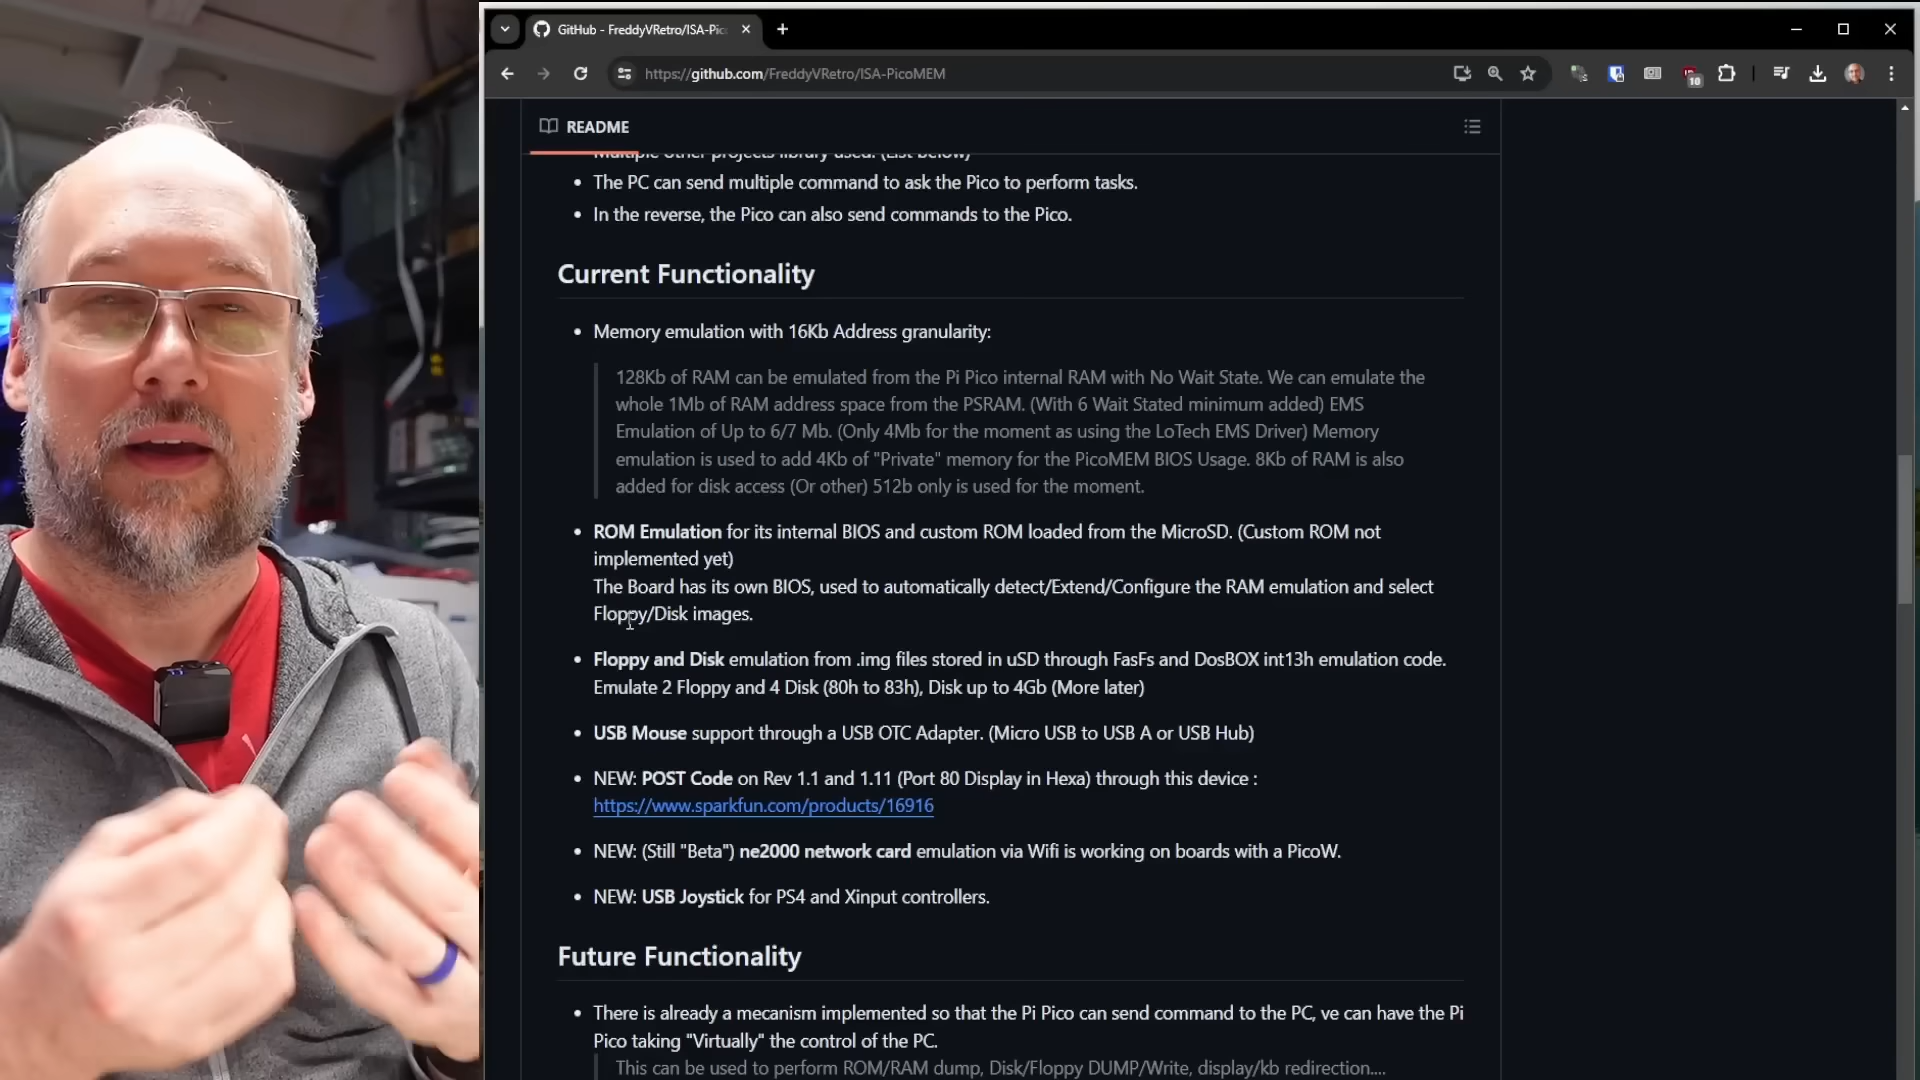 GitHub - FreddyVRetro/ISA-Pic
https://github.com/FreddyVRetro/ISA-PicoMEM
10
README
Multiple other projects library used. (List below)
• The PC can send multiple command to ask the Pico to perform tasks.
• In the reverse, the Pico can also send commands to the Pico.
Current Functionality
• Memory emulation with 16Kb Address granularity:
128Kb of RAM can be emulated from the Pi Pico internal RAM with No Wait State. We can emulate the
whole 1Mb of RAM address space from the PSRAM. (With 6 Wait Stated minimum added) EMS
Emulation of Up to 6/7 Mb. (Only 4Mb for the moment as using the LoTech EMS Driver) Memory
emulation is used to add 4Kb of "Private" memory for the PicoMEM BIOS Usage. 8Kb of RAM is also
added for disk access (Or other) 512b only is used for the moment.
• ROM Emulation for its internal BIOS and custom ROM loaded from the MicroSD. (Custom ROM not
implemented yet)
The Board has its own BIOS, used to automatically detect/Extend/Configure the RAM emulation and select
Floppy/Disk images.
• Floppy and Disk emulation from .img files stored in uSD through FasFs and DosBOX int13h emulation code.
Emulate 2 Floppy and 4 Disk (80h to 83h), Disk up to 4Gb (More later)
• USB Mouse support through a USB OTC Adapter. (Micro USB to USB A or USB Hub)
• NEW: POST Code on Rev 1.1 and 1.11 (Port 80 Display in Hexa) through this device :
https://www.sparkfun.com/products/16916
• NEW: (Still "Beta") ne2000 network card emulation via Wifi is working on boards with a PicoW.
• NEW: USB Joystick for PS4 and Xinput controllers.
Future Functionality
• There is already a mecanism implemented so that the Pi Pico can send command to the PC, ve can have the Pi
Pico taking "Virtually" the control of the PC.
This can be used to perform ROM/RAM dump, Disk/Floppy DUMP/Write, display/kb redirection....